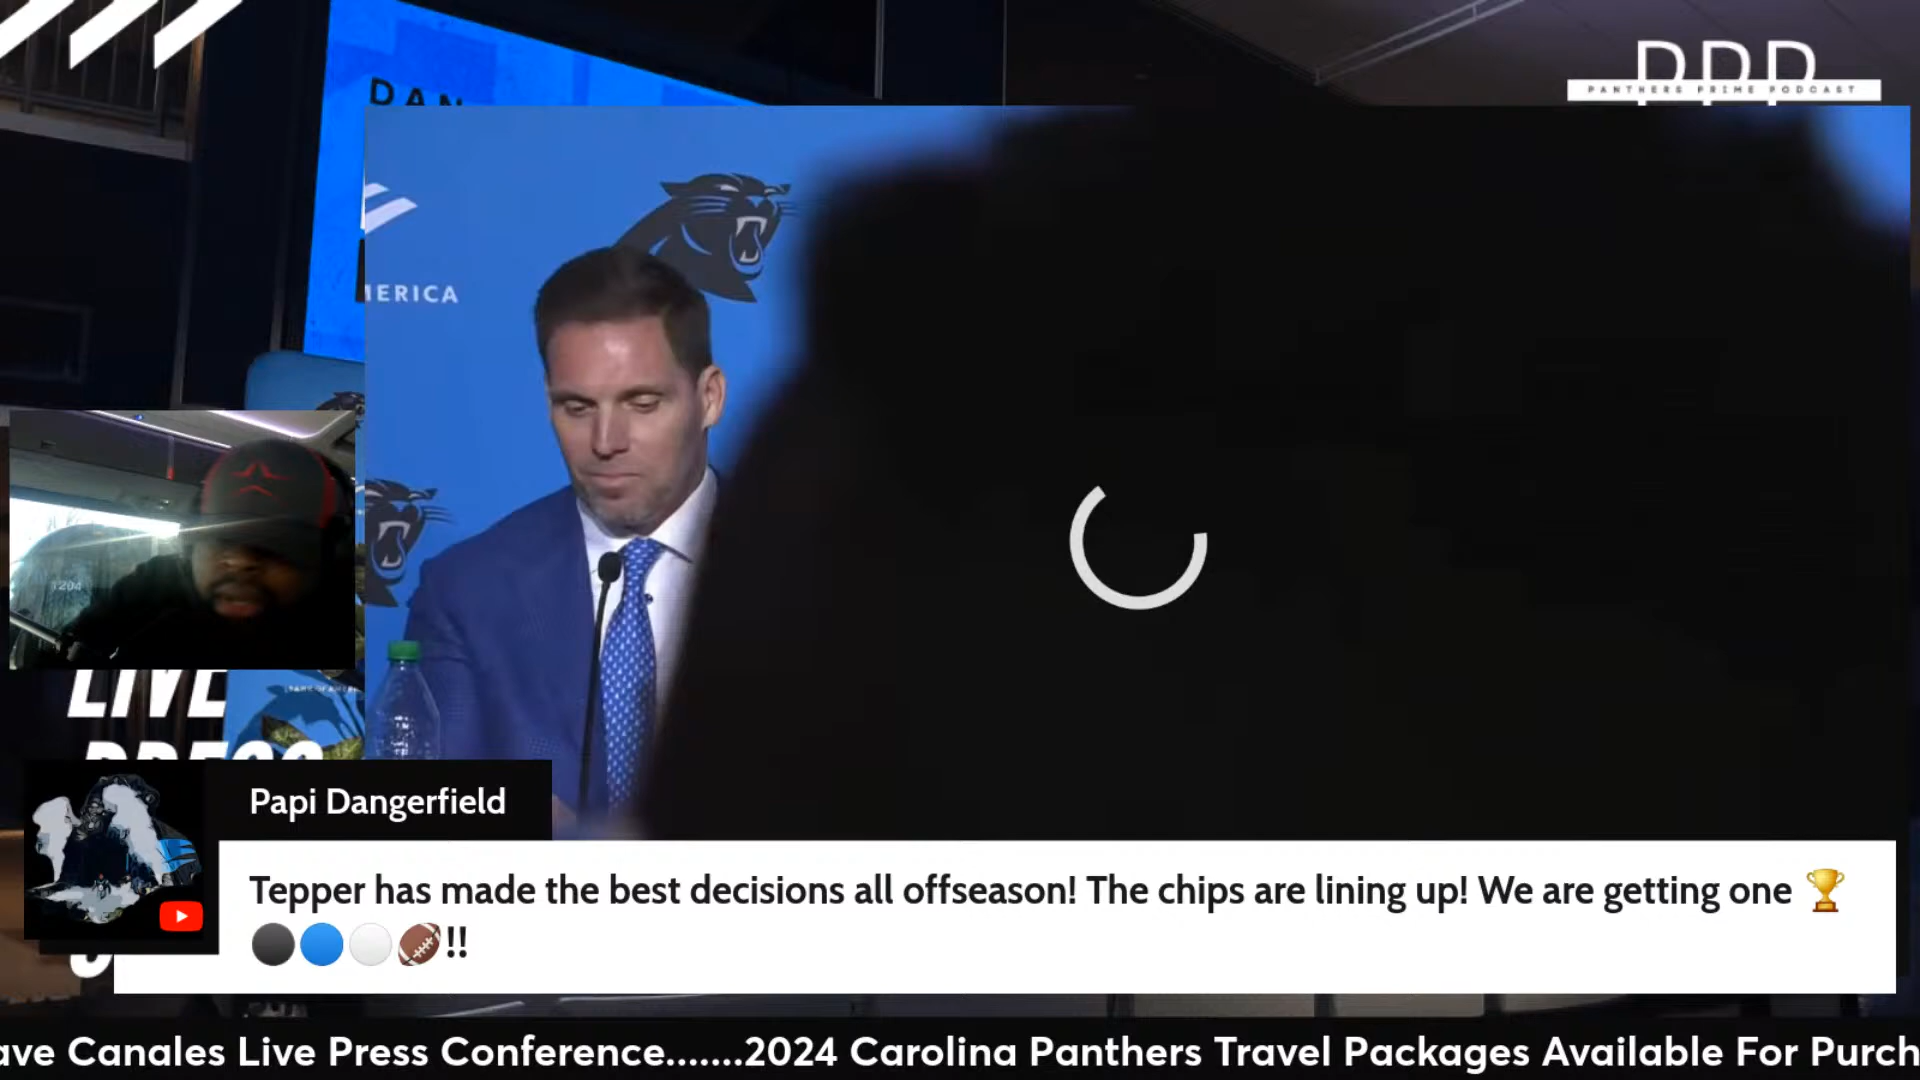 DAN
PPP
PANTHERS PRIME PODCAST
MERICA
1204
LIVE
Papi Dangerfield
Tepper has made the best decisions all offseason! The chips are lining up! We are getting one 🏆
⚫🔵⚪🏈!!
ave Canales Live Press Conference.......2024 Carolina Panthers Travel Packages Available For Purch